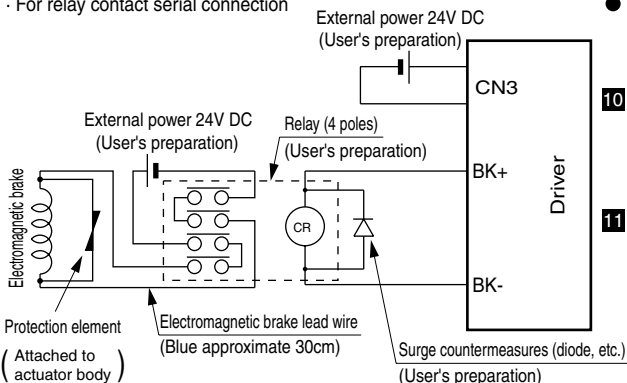 · For relay contact serial connection
External power 24V DC
(User's preparation)
CN3
10
External power 24V DC
(User's preparation)
Relay (4 poles)
(User's preparation)
BK+
Driver
Electromagnetic brake
CR
11
BK-
Protection element
(Attached to
actuator body)
Electromagnetic brake lead wire
(Blue approximate 30cm)
Surge countermeasures (diode, etc.)
(User's preparation)